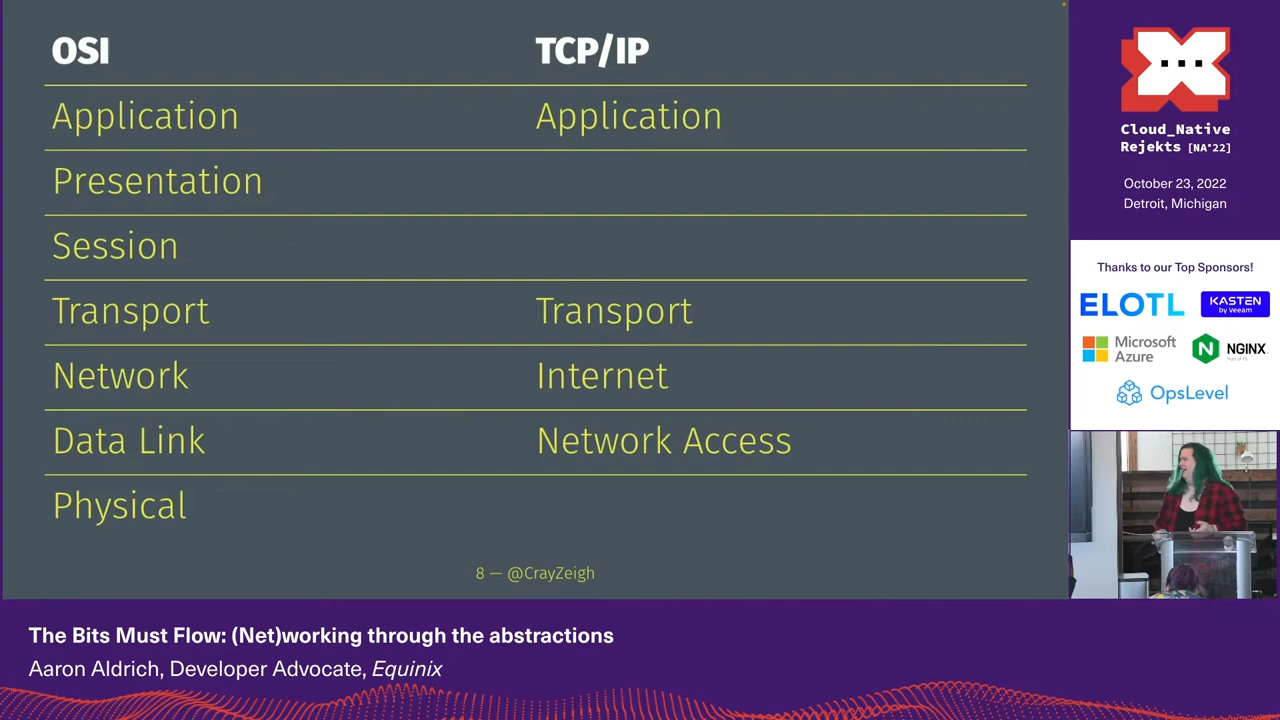 OSI TCP/IP
Application Application
Presentation
Session
Transport Transport
Network Internet
Data Link Network Access
Physical
8 — @CrayZeigh
Cloud_Native
Rejekts [NA'22]
October 23, 2022
Detroit, Michigan
Thanks to our Top Sponsors!
ELOTL
KASTEN
by Veeam
Microsoft
Azure
N NGINX
OpsLevel
The Bits Must Flow: (Net)working through the abstractions
Aaron Aldrich, Developer Advocate, Equinix